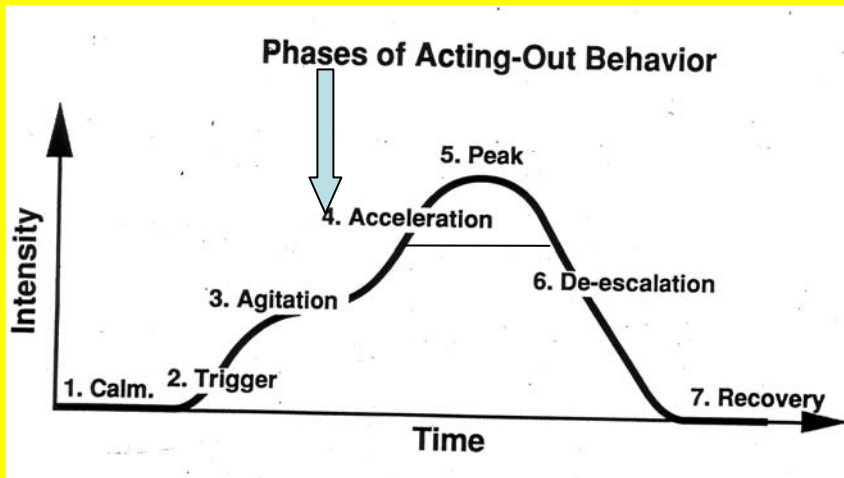 Phases of Acting-Out Behavior
5. Peak
4. Acceleration
3. Agitation
6. De-escalation
1. Calm.
2. Trigger
7. Recovery
Intensity
Time